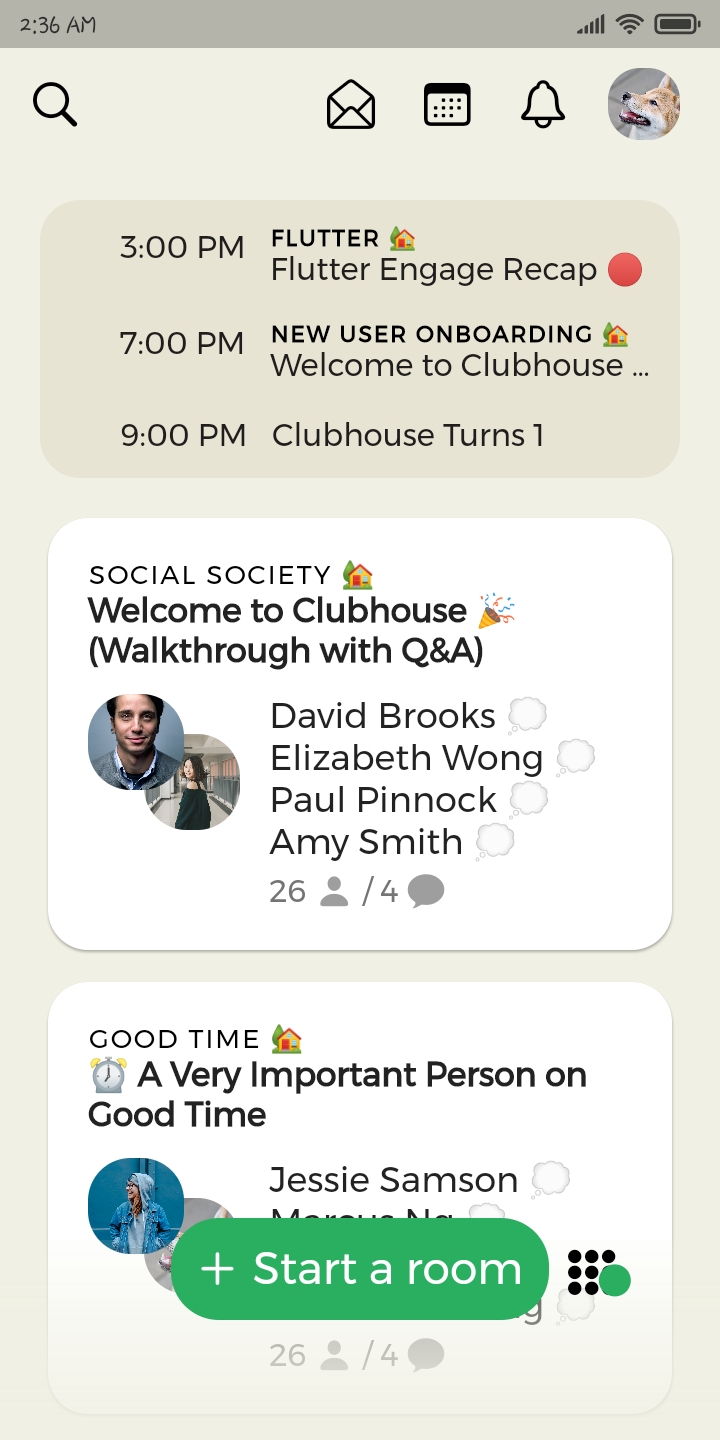 2:36 AM
3:00 PM
FLUTTER
Flutter Engage Recap
7:00 PM
NEW USER ONBOARDING
Welcome to Clubhouse ...
9:00 PM
Clubhouse Turns 1
SOCIAL SOCIETY
Welcome to Clubhouse 🎉
(Walkthrough with Q&A)
David Brooks
Elizabeth Wong
Paul Pinnock
Amy Smith
26 / 4
GOOD TIME
⏰ A Very Important Person on
Good Time
Jessie Samson
Marcus Ng
+ Start a room
26 / 4